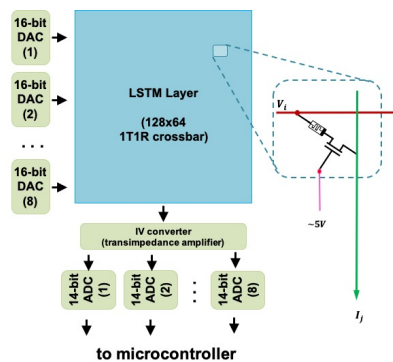 16-bit
DAC
(1)
16-bit
DAC
(2)
...
16-bit
DAC
(8)
LSTM Layer
(128x64
1T1R crossbar)
V_i
~5V
I_j
IV converter
(transimpedance amplifier)
14-bit
ADC
(1)
14-bit
ADC
(2)
...
14-bit
ADC
(8)
to microcontroller